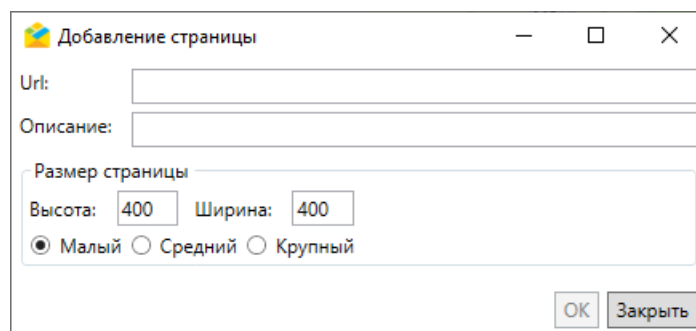 Добавление страницы
Url:
Описание:
Размер страницы
Высота: 400 Ширина: 400
Малый Средний Крупный
OK Закрыть